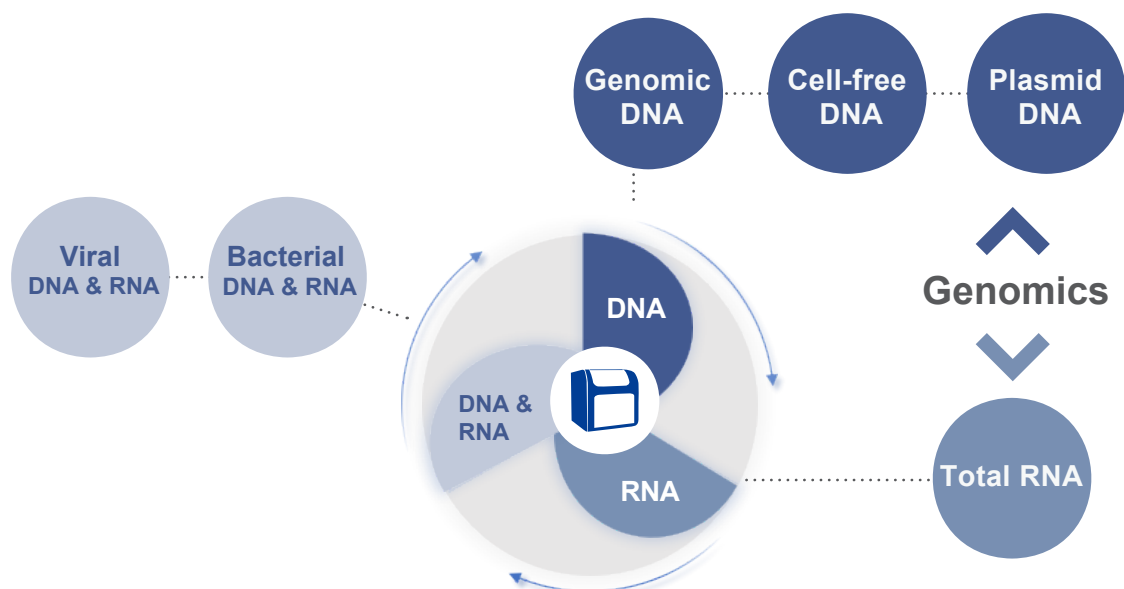 Genomic
DNA
Cell-free
DNA
Plasmid
DNA
Viral
DNA & RNA
Bacterial
DNA & RNA
Genomics
DNA
DNA &
RNA
RNA
Total RNA